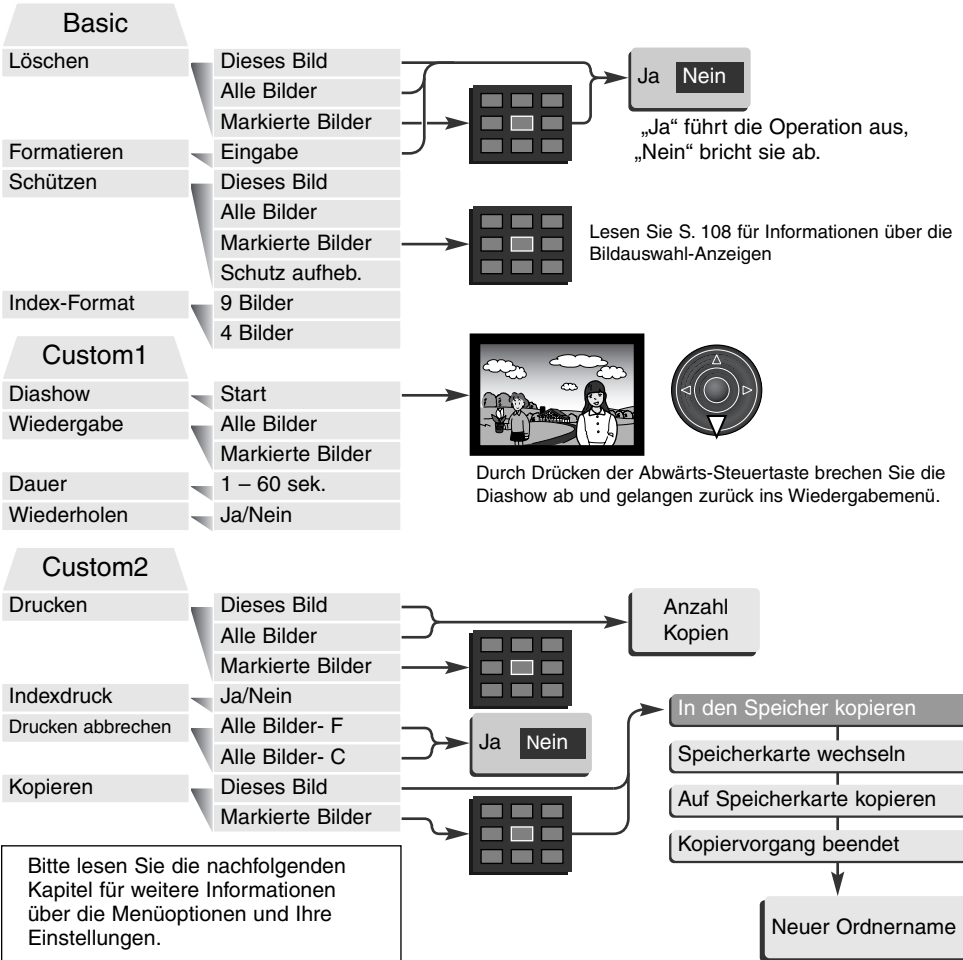 Basic
Löschen
Dieses Bild
Alle Bilder
Markierte Bilder
Ja Nein
„Ja“ führt die Operation aus,
„Nein“ bricht sie ab.
Formatieren
Eingabe
Schützen
Dieses Bild
Alle Bilder
Markierte Bilder
Schutz aufheb.
Lesen Sie S. 108 für Informationen über die
Bildauswahl-Anzeigen
Index-Format
9 Bilder
4 Bilder
Custom1
Diashow
Start
Wiedergabe
Alle Bilder
Markierte Bilder
Dauer
1 – 60 sek.
Wiederholen
Ja/Nein
Durch Drücken der Abwärts-Steuertaste brechen Sie die
Diashow ab und gelangen zurück ins Wiedergabemenü.
Custom2
Drucken
Dieses Bild
Alle Bilder
Markierte Bilder
Anzahl
Kopien
Indexdruck
Ja/Nein
Drucken abbrechen
Alle Bilder- F
Alle Bilder- C
Ja Nein
Kopieren
Dieses Bild
Markierte Bilder
In den Speicher kopieren
Speicherkarte wechseln
Auf Speicherkarte kopieren
Kopiervorgang beendet
Neuer Ordnername
Bitte lesen Sie die nachfolgenden
Kapitel für weitere Informationen
über die Menüoptionen und Ihre
Einstellungen.